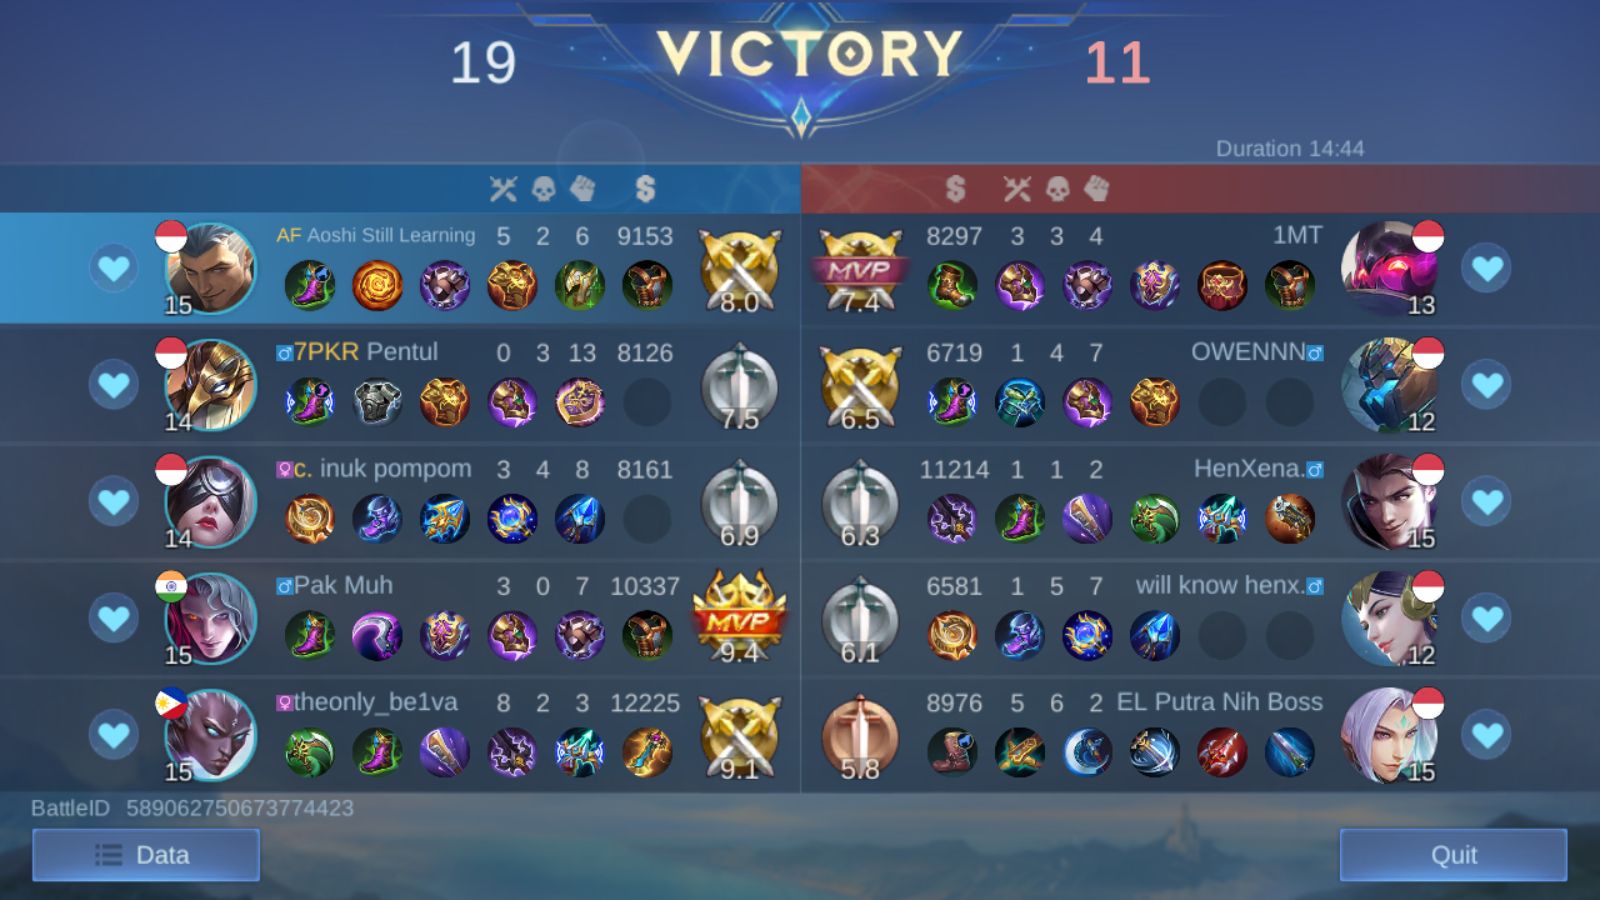 19 VICTORY 11
Duration 14:44
AF Aoshi Still Learning 5 2 6 9153
15
8.0
MVP
7.4
8297 3 3 4 1MT
13
7PKR Pentul 0 3 13 8126
14
7.5
6.5
6719 1 4 7 OWENNN
12
c. inuk pompom 3 4 8 8161
14
6.9
6.3
11214 1 1 2 HenXena.
15
Pak Muh 3 0 7 10337
15
MVP
9.4
6.1
6581 1 5 7 will know henx.
12
theonly_be1va 8 2 3 12225
15
9.1
5.8
8976 5 6 2 EL Putra Nih Boss
15
BattleID 589062750673774423
Data
Quit